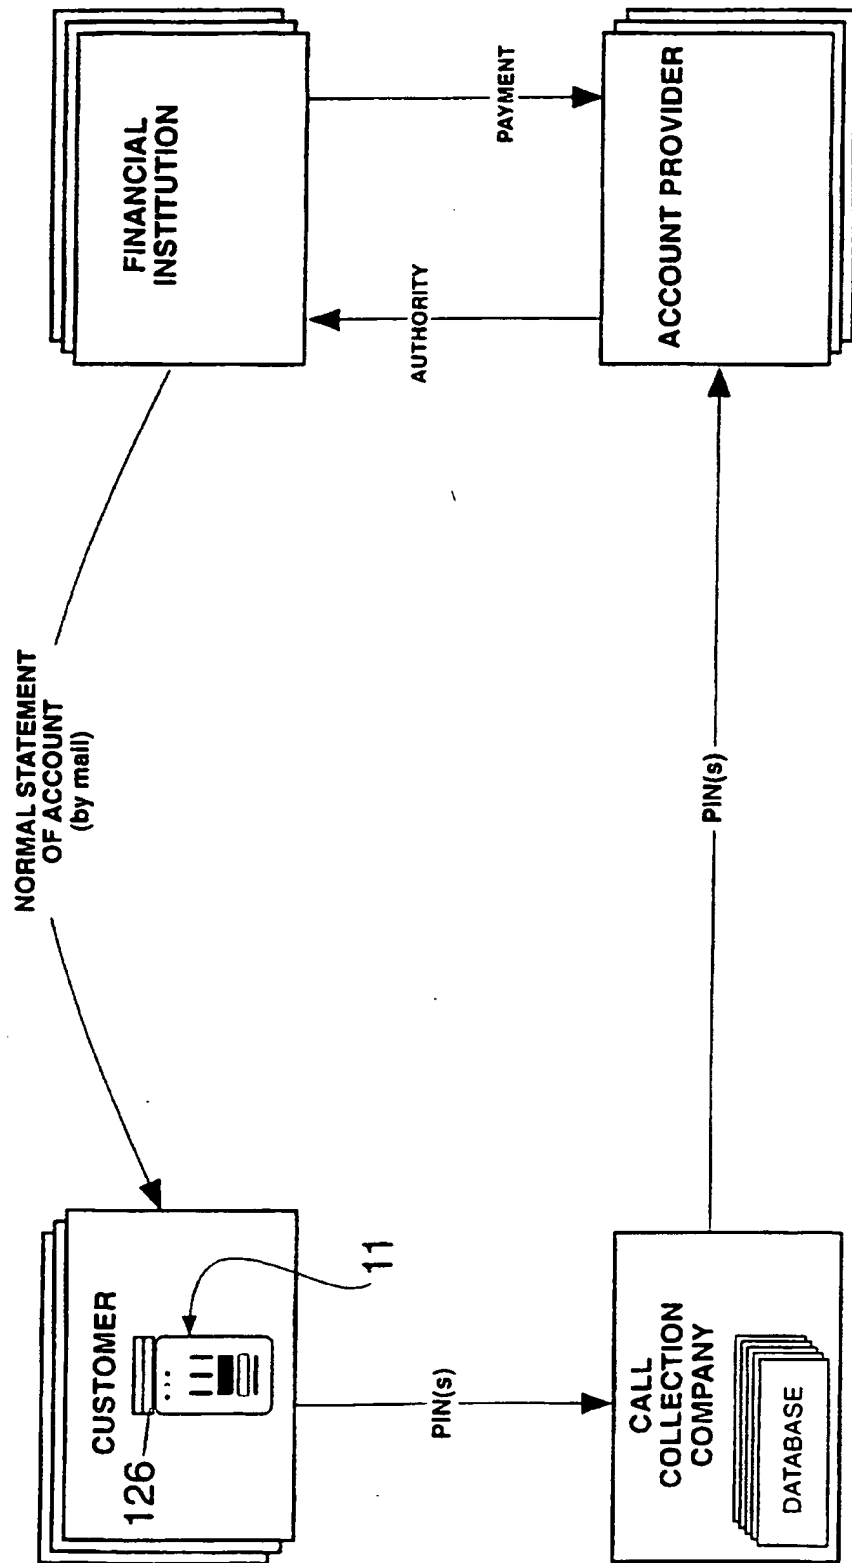 CUSTOMER
126
11
NORMAL STATEMENT
OF ACCOUNT
(by mail)
FINANCIAL
INSTITUTION
PIN(s)
AUTHORITY
PAYMENT
CALL
COLLECTION
COMPANY
DATABASE
PIN(s)
ACCOUNT PROVIDER